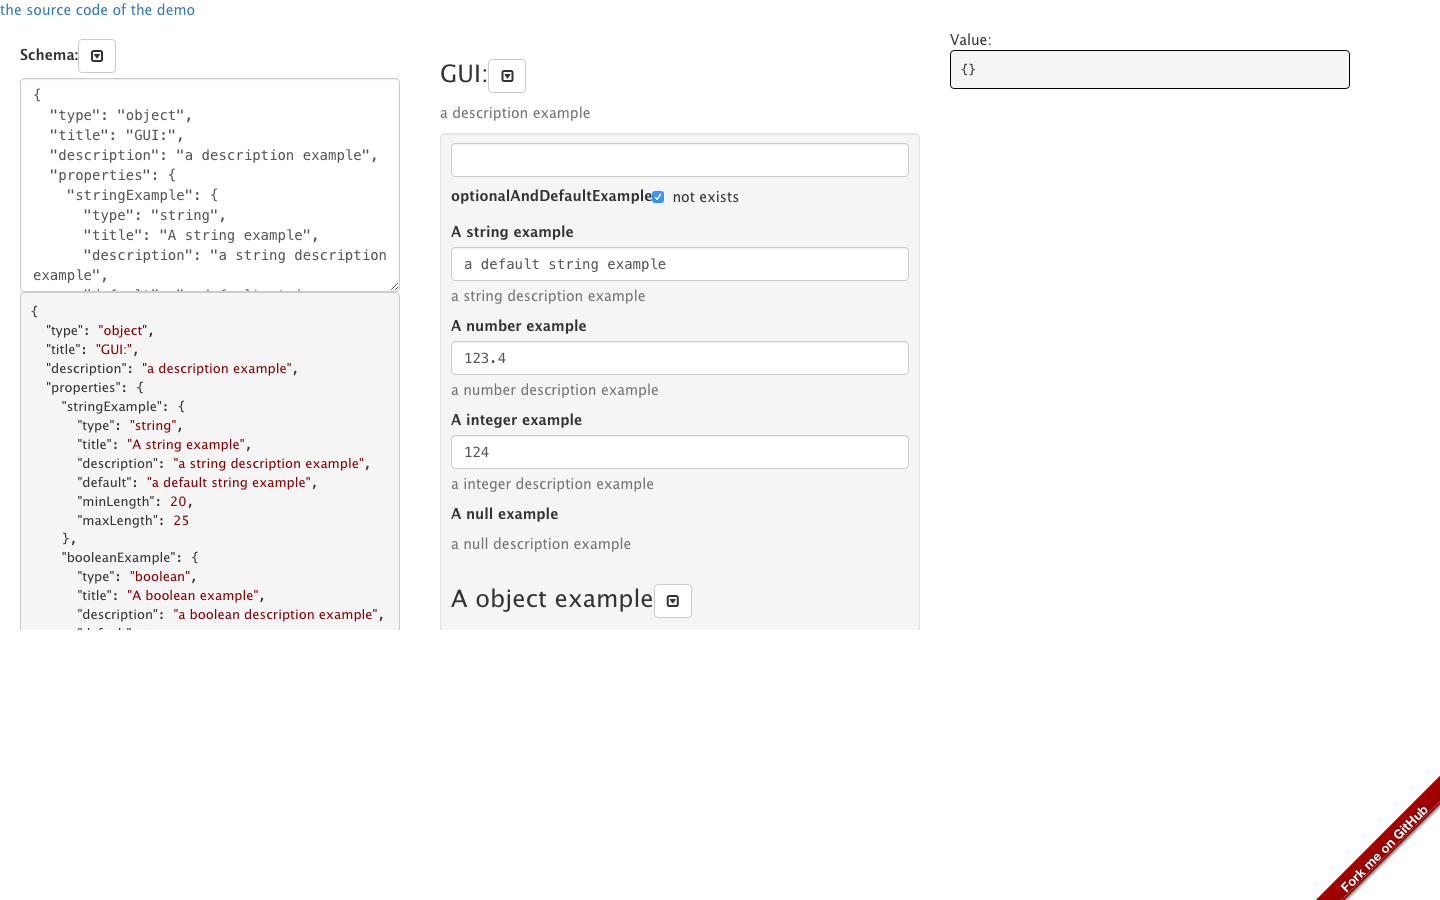 the source code of the demo
Schema:
{
"type": "object",
"title": "GUI:",
"description": "a description example",
"properties": {
"stringExample": {
"type": "string",
"title": "A string example",
"description": "a string description
example",
{
"type": "object",
"title": "GUI:",
"description": "a description example",
"properties": {
"stringExample": {
"type": "string",
"title": "A string example",
"description": "a string description example",
"default": "a default string example",
"minLength": 20,
"maxLength": 25
},
"booleanExample": {
"type": "boolean",
"title": "A boolean example",
"description": "a boolean description example",
GUI:
a description example
optionalAndDefaultExample not exists
A string example
a default string example
a string description example
A number example
123.4
a number description example
A integer example
124
a integer description example
A null example
a null description example
A object example
Value:
{}
Fork me on GitHub